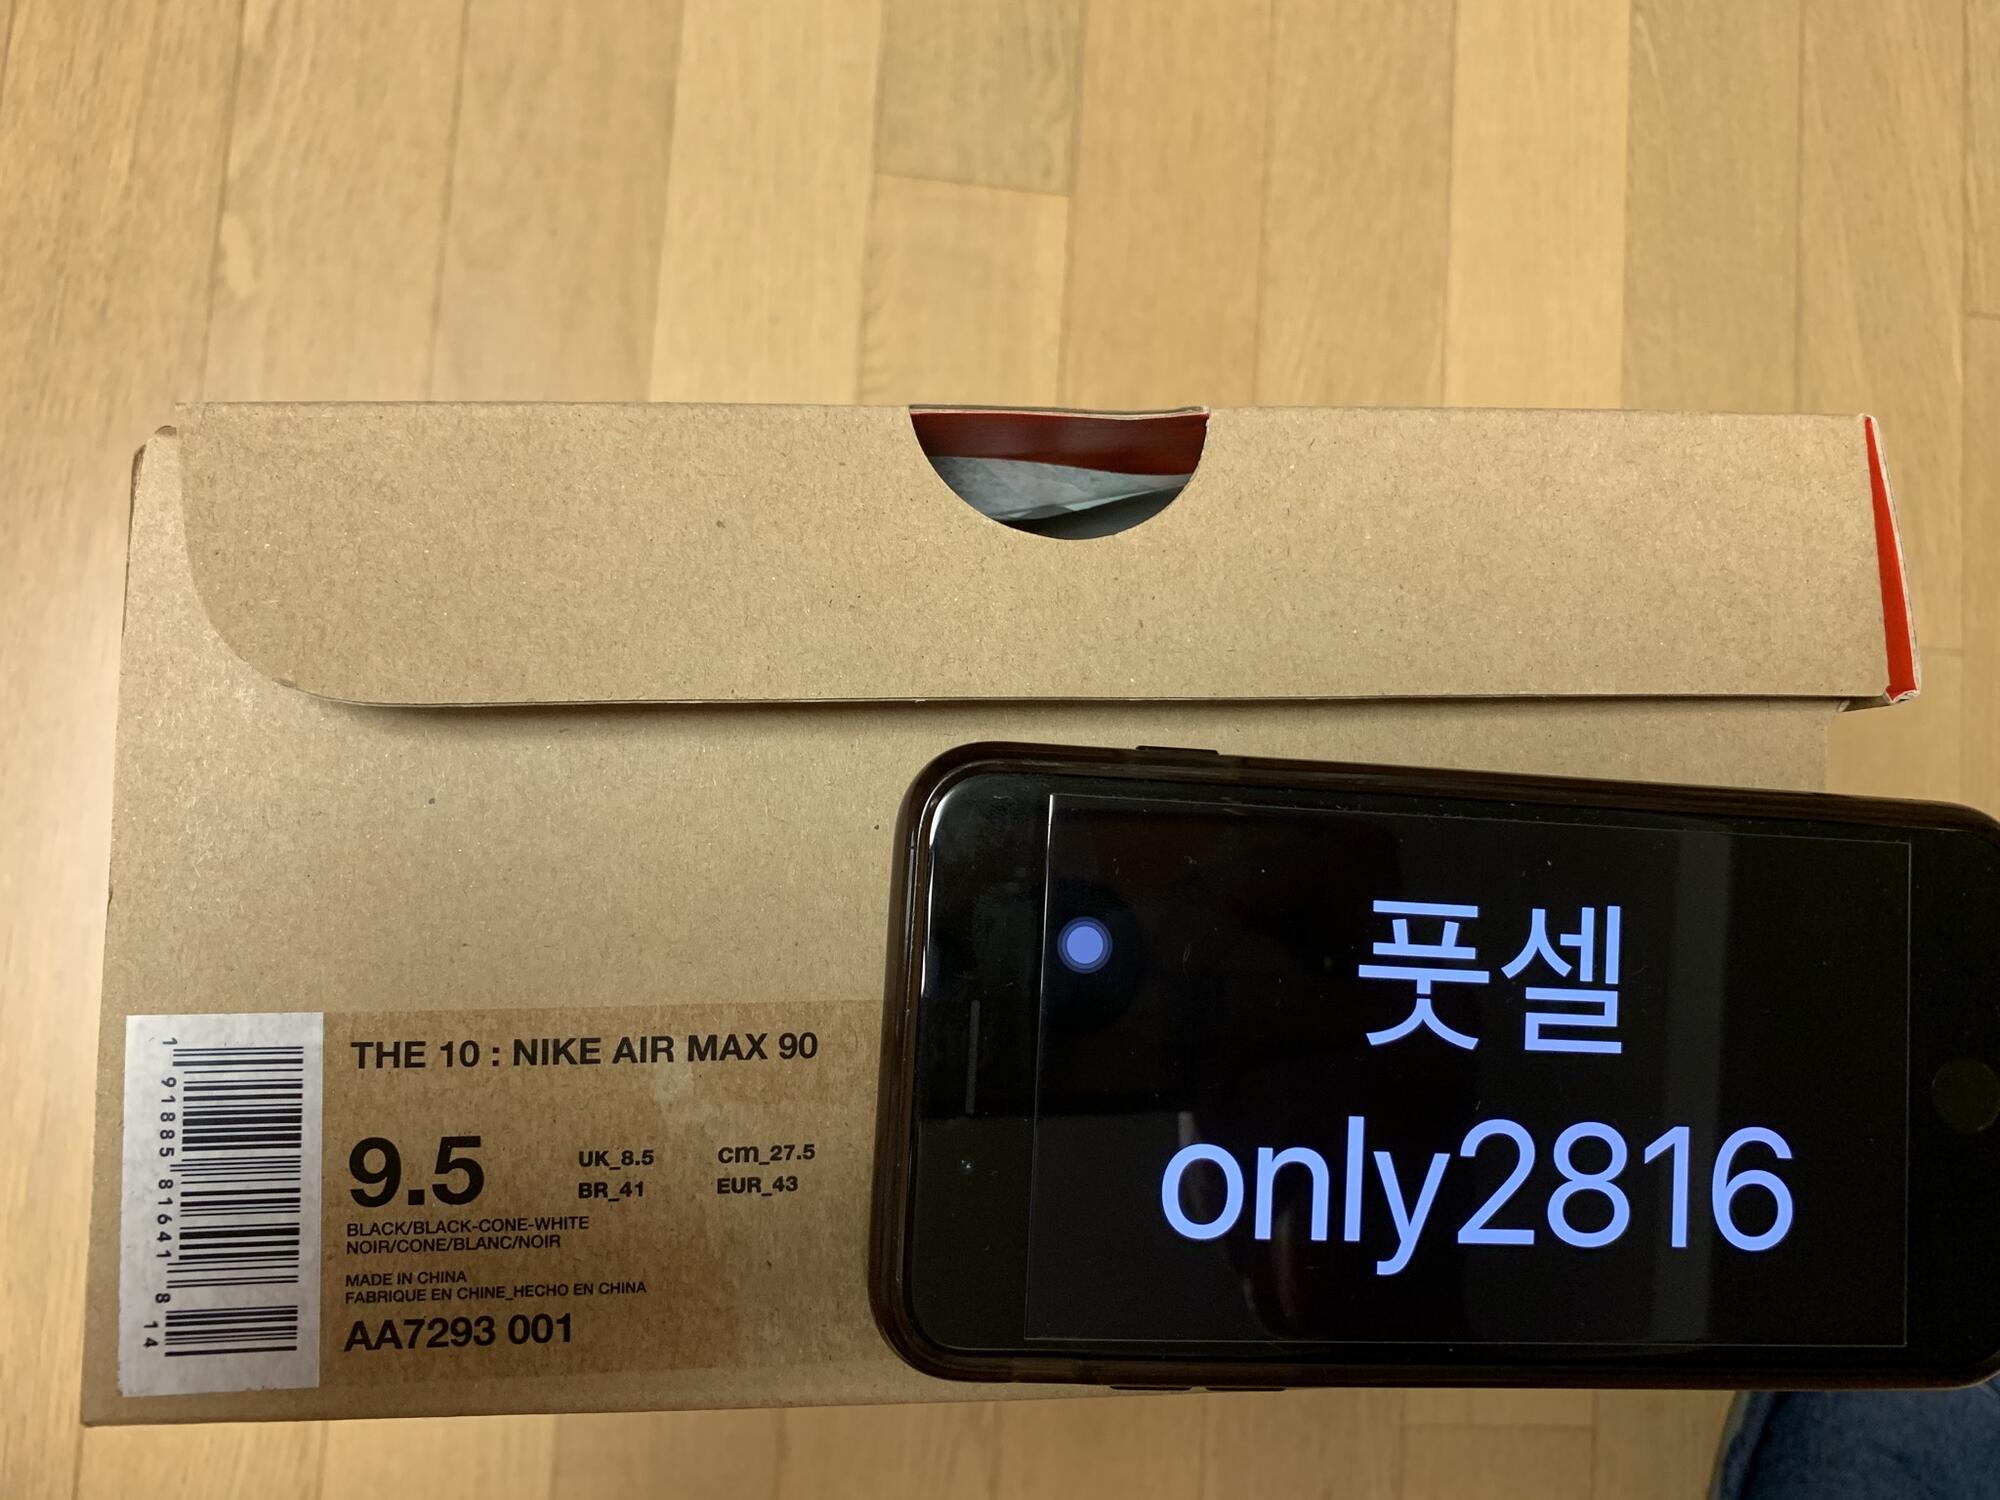 THE 10 : NIKE AIR MAX 90
9.5
UK_8.5
cm_27.5
BR_41
EUR_43
BLACK/BLACK-CONE-WHITE
NOIR/CONE/BLANC/NOIR
MADE IN CHINA
FABRIQUE EN CHINE_HECHO EN CHINA
AA7293 001
1 91885 81641 8 14
풋셀
only2816